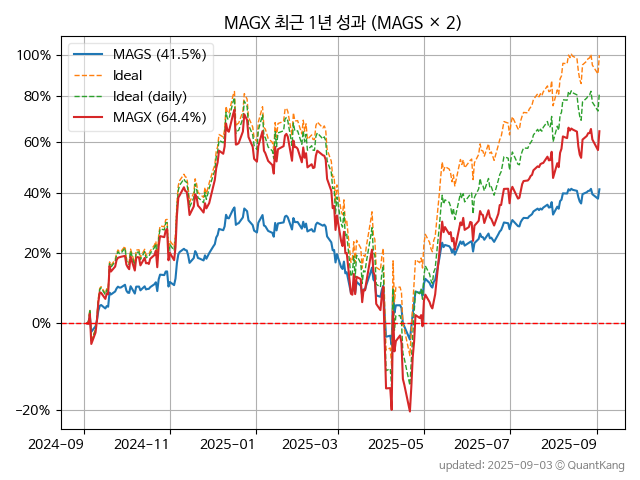 MAGX 최근 1년 성과 (MAGS × 2)
MAGS (41.5%)
Ideal
Ideal (daily)
MAGX (64.4%)
100%
80%
60%
40%
20%
0%
−20%
2024-09 2024-11 2025-01 2025-03 2025-05 2025-07 2025-09
updated: 2025-09-03 © QuantKang